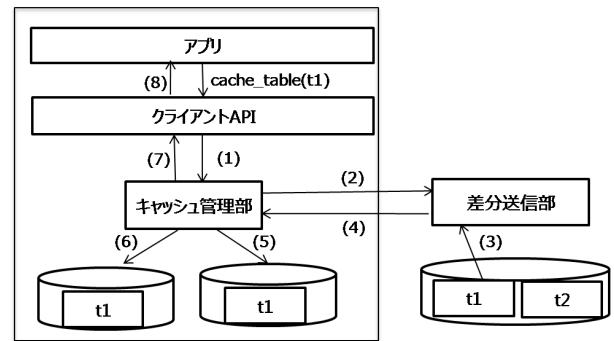 アプリ
(8)
cache_table(t1)
クライアントAPI
(7)
(1)
(2)
キャッシュ管理部
差分送信部
(4)
(6)
(5)
(3)
t1
t1
t1
t2